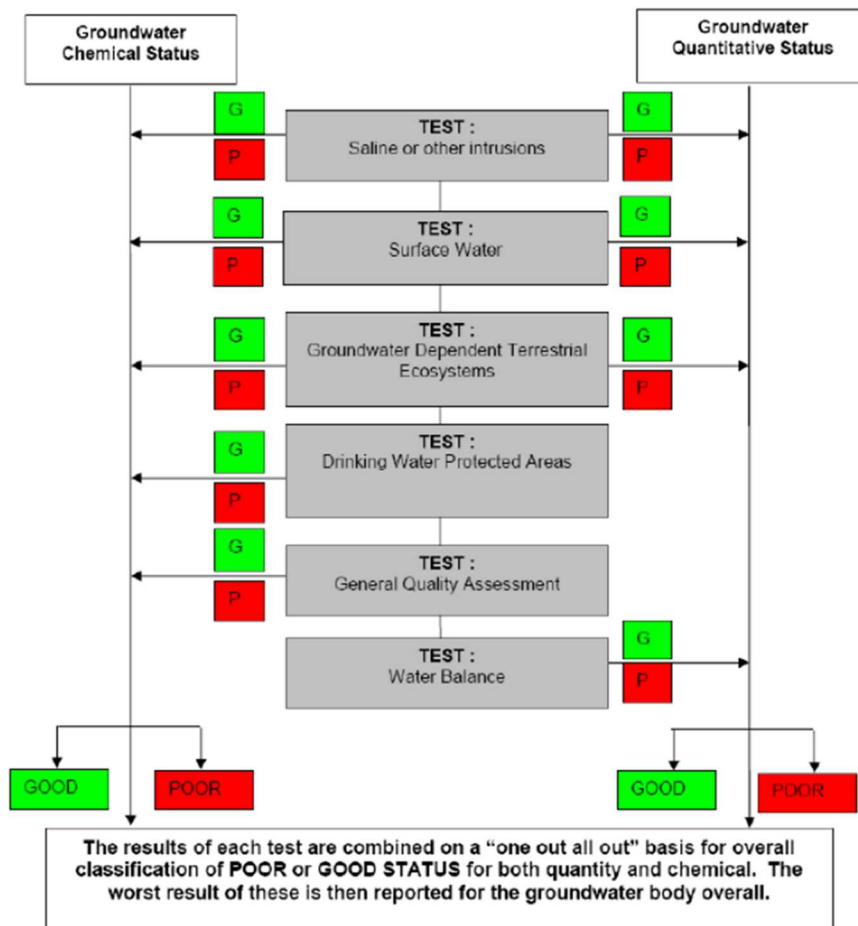 Groundwater
Chemical Status
Groundwater
Quantitative Status
G
P
TEST :
Saline or other intrusions
G
P
G
P
TEST :
Surface Water
G
P
G
P
TEST :
Groundwater Dependent Terrestrial
Ecosystems
G
P
G
P
TEST :
Drinking Water Protected Areas
G
P
TEST :
General Quality Assessment
TEST :
Water Balance
G
P
GOOD
POOR
GOOD
POOR
The results of each test are combined on a “one out all out” basis for overall
classification of POOR or GOOD STATUS for both quantity and chemical. The
worst result of these is then reported for the groundwater body overall.